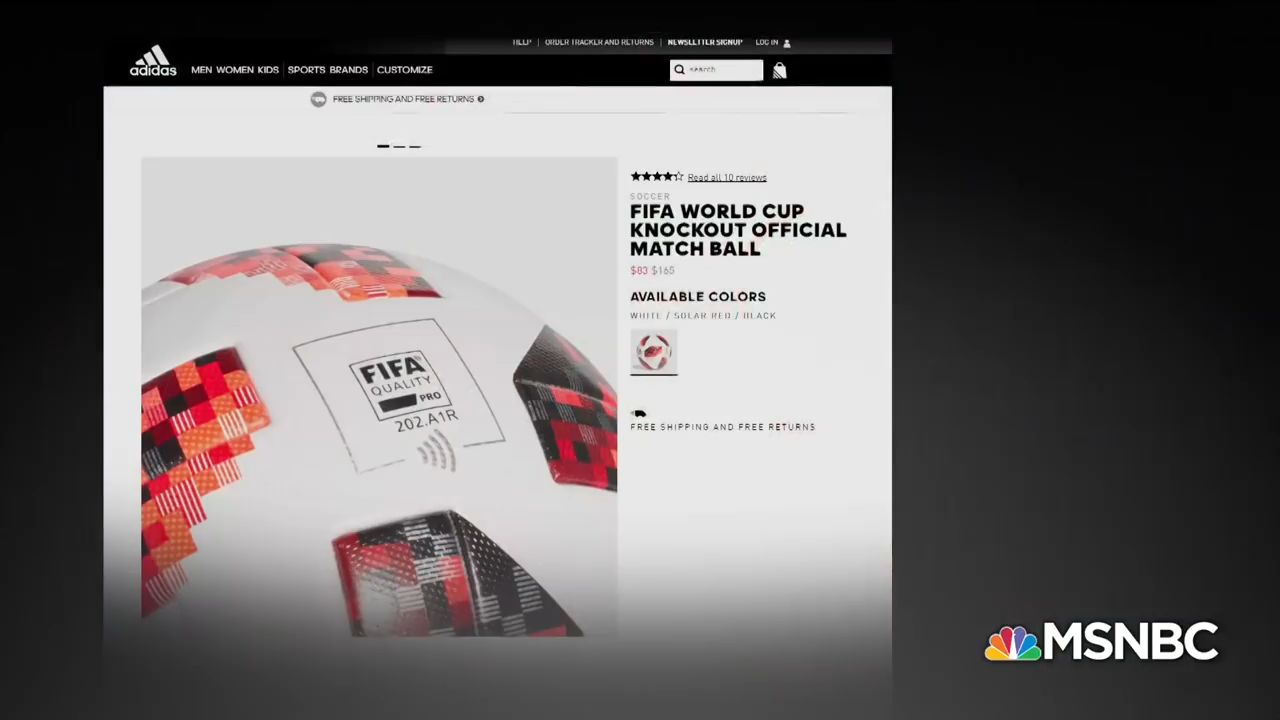 HELP | ORDER TRACKER AND RETURNS | NEWSLETTER SIGNUP LOG IN
adidas MEN WOMEN KIDS SPORTS BRANDS CUSTOMIZE search
FREE SHIPPING AND FREE RETURNS
Read all 10 reviews
SOCCER
FIFA WORLD CUP
KNOCKOUT OFFICIAL
MATCH BALL
$83 $165
AVAILABLE COLORS
WHITE / SOLAR RED / BLACK
FREE SHIPPING AND FREE RETURNS
FIFA
QUALITY
PRO
202.A1R
MSNBC